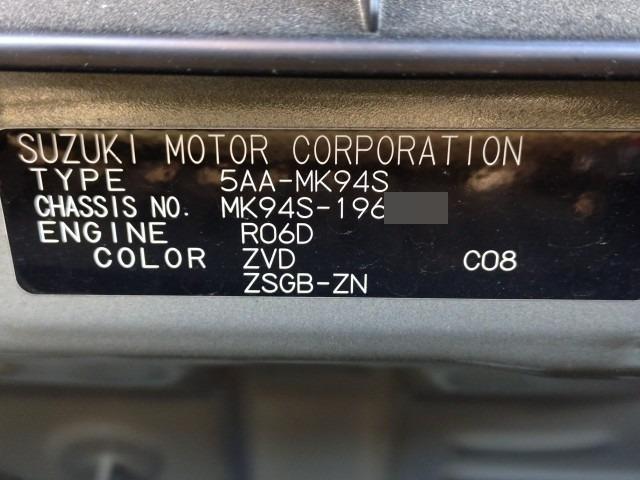 SUZUKI MOTOR CORPORATION
TYPE 5AA-MK94S
CHASSIS NO. MK94S-196
ENGINE R06D
COLOR ZVD C08
ZSGB-ZN